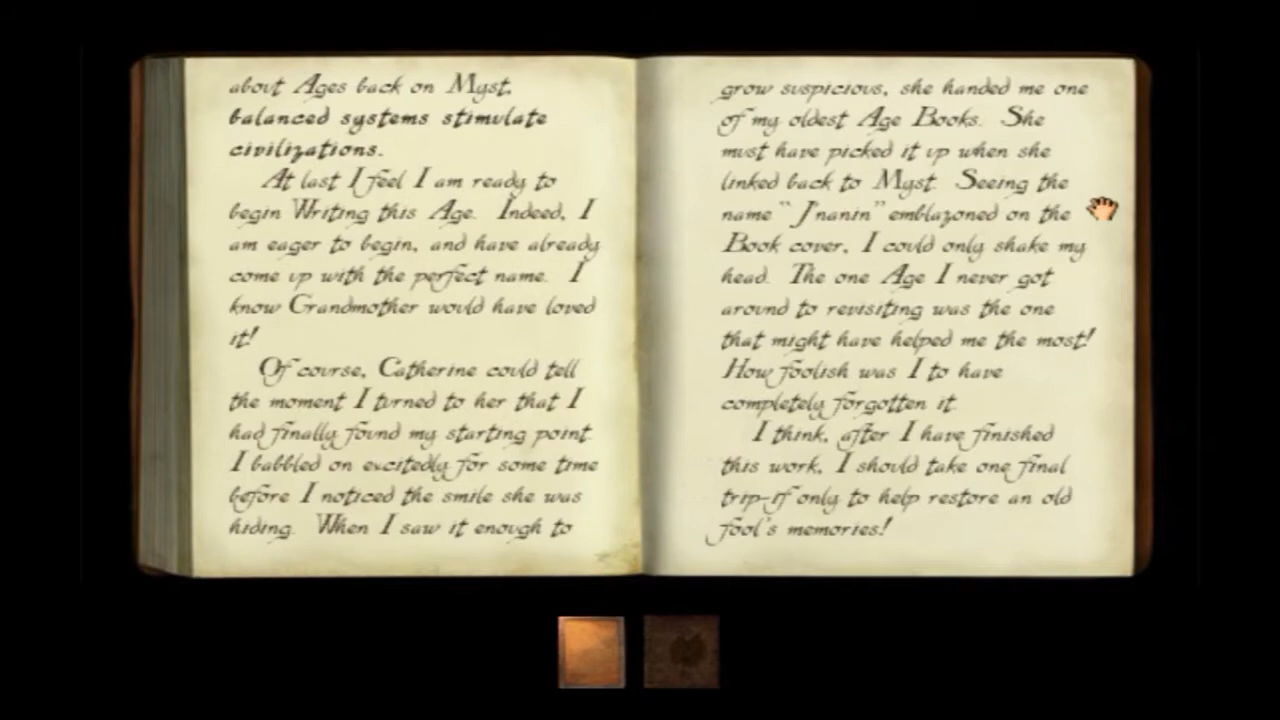 about Ages back on Myst,
balanced systems stimulate
civilizations.
At last I feel I am ready to
begin Writing this Age. Indeed, I
am eager to begin, and have already
come up with the perfect name. I
know Grandmother would have loved
it!
Of course, Catherine could tell
the moment I turned to her that I
had finally found my starting point.
I babbled on excitedly for some time
before I noticed the smile she was
hiding. When I saw it enough to
grow suspicious, she handed me one
of my oldest Age Books. She
must have picked it up when she
linked back to Myst. Seeing the
name "J'nanin" emblazoned on the
Book cover, I could only shake my
head. The one Age I never got
around to revisiting was the one
that might have helped me the most!
How foolish was I to have
completely forgotten it.
I think, after I have finished
this work, I should take one final
trip-if only to help restore an old
fool's memories!